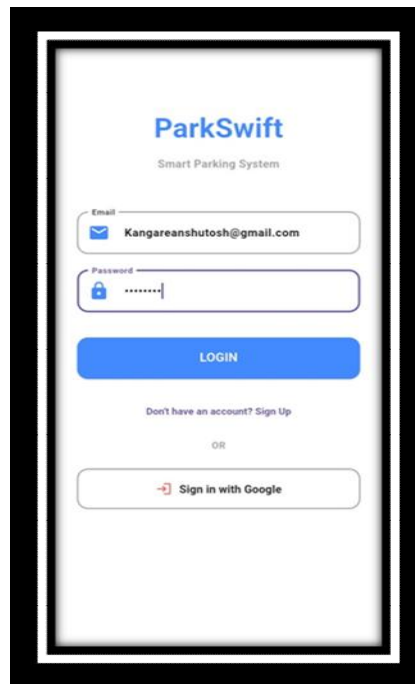 ParkSwift
Smart Parking System
Email
Kangareanshutosh@gmail.com
Password
••••••••
LOGIN
Don't have an account? Sign Up
OR
Sign in with Google